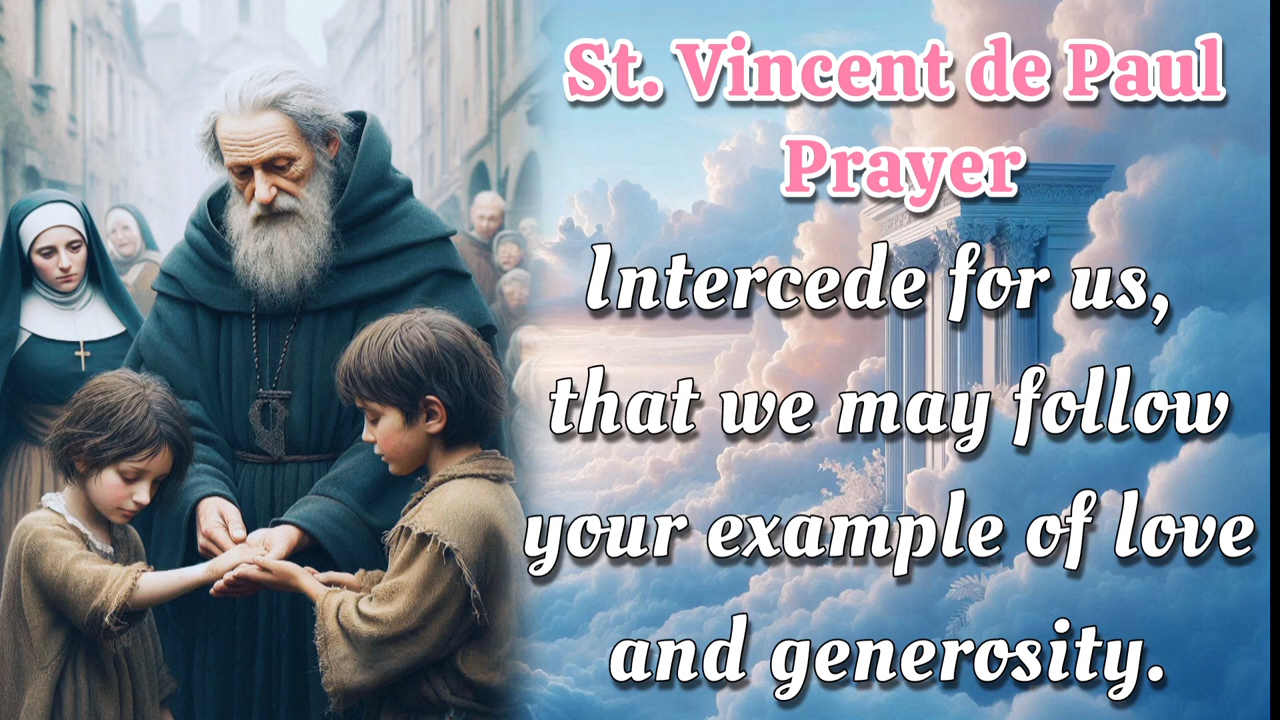 St. Vincent de Paul
Prayer
Intercede for us,
that we may follow
your example of love
and generosity.